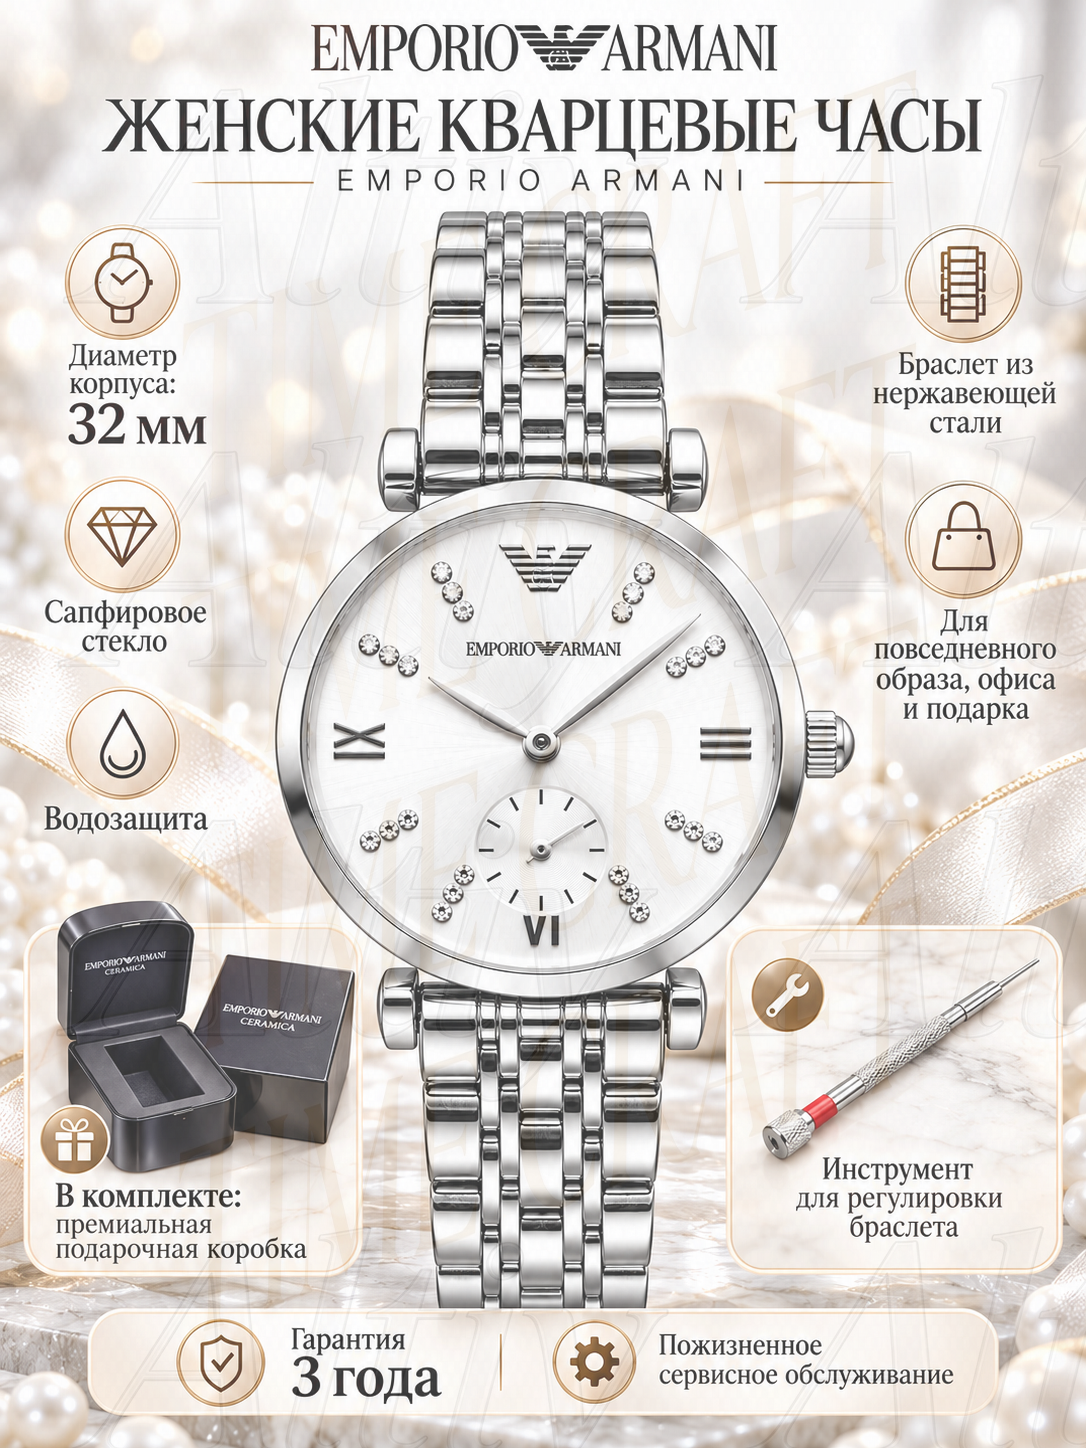 EMPORIO ARMANI
ЖЕНСКИЕ КВАРЦЕВЫЕ ЧАСЫ
EMPORIO ARMANI
Диаметр
корпуса:
32 мм
Сапфировое
стекло
Водозащита
Браслет из
нержавеющей
стали
Для
повседневного
образа, офиса
и подарка
EMPORIO ARMANI
IX
III
VI
EMPORIO ARMANI
CERAMICA
EMPORIO ARMANI
CERAMICA
В комплекте:
премиальная
подарочная коробка
Инструмент
для регулировки
браслета
Гарантия
3 года
Пожизненное
сервисное обслуживание